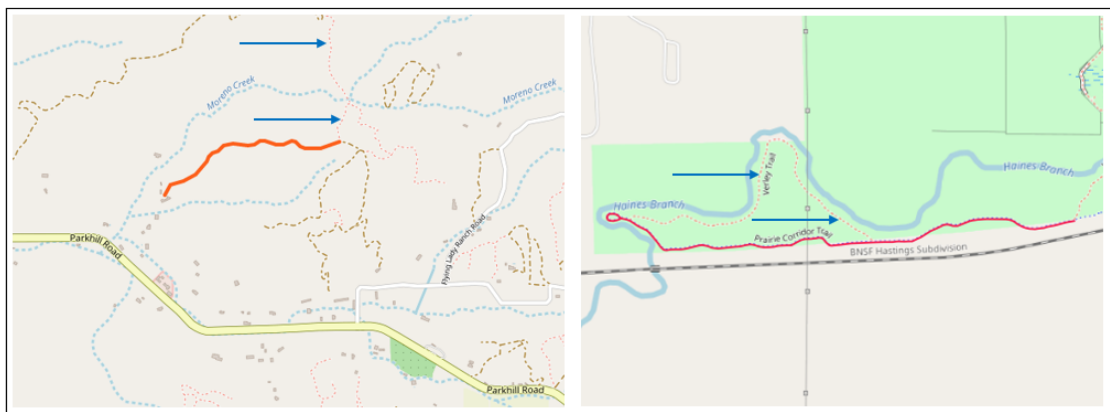 Moreno Creek
Moreno Creek
Parkhill Road
Flying Lady Ranch Road
Parkhill Road
Haines Branch
Verley Trail
Haines Branch
Prairie Corridor Trail
BNSF Hastings Subdivision